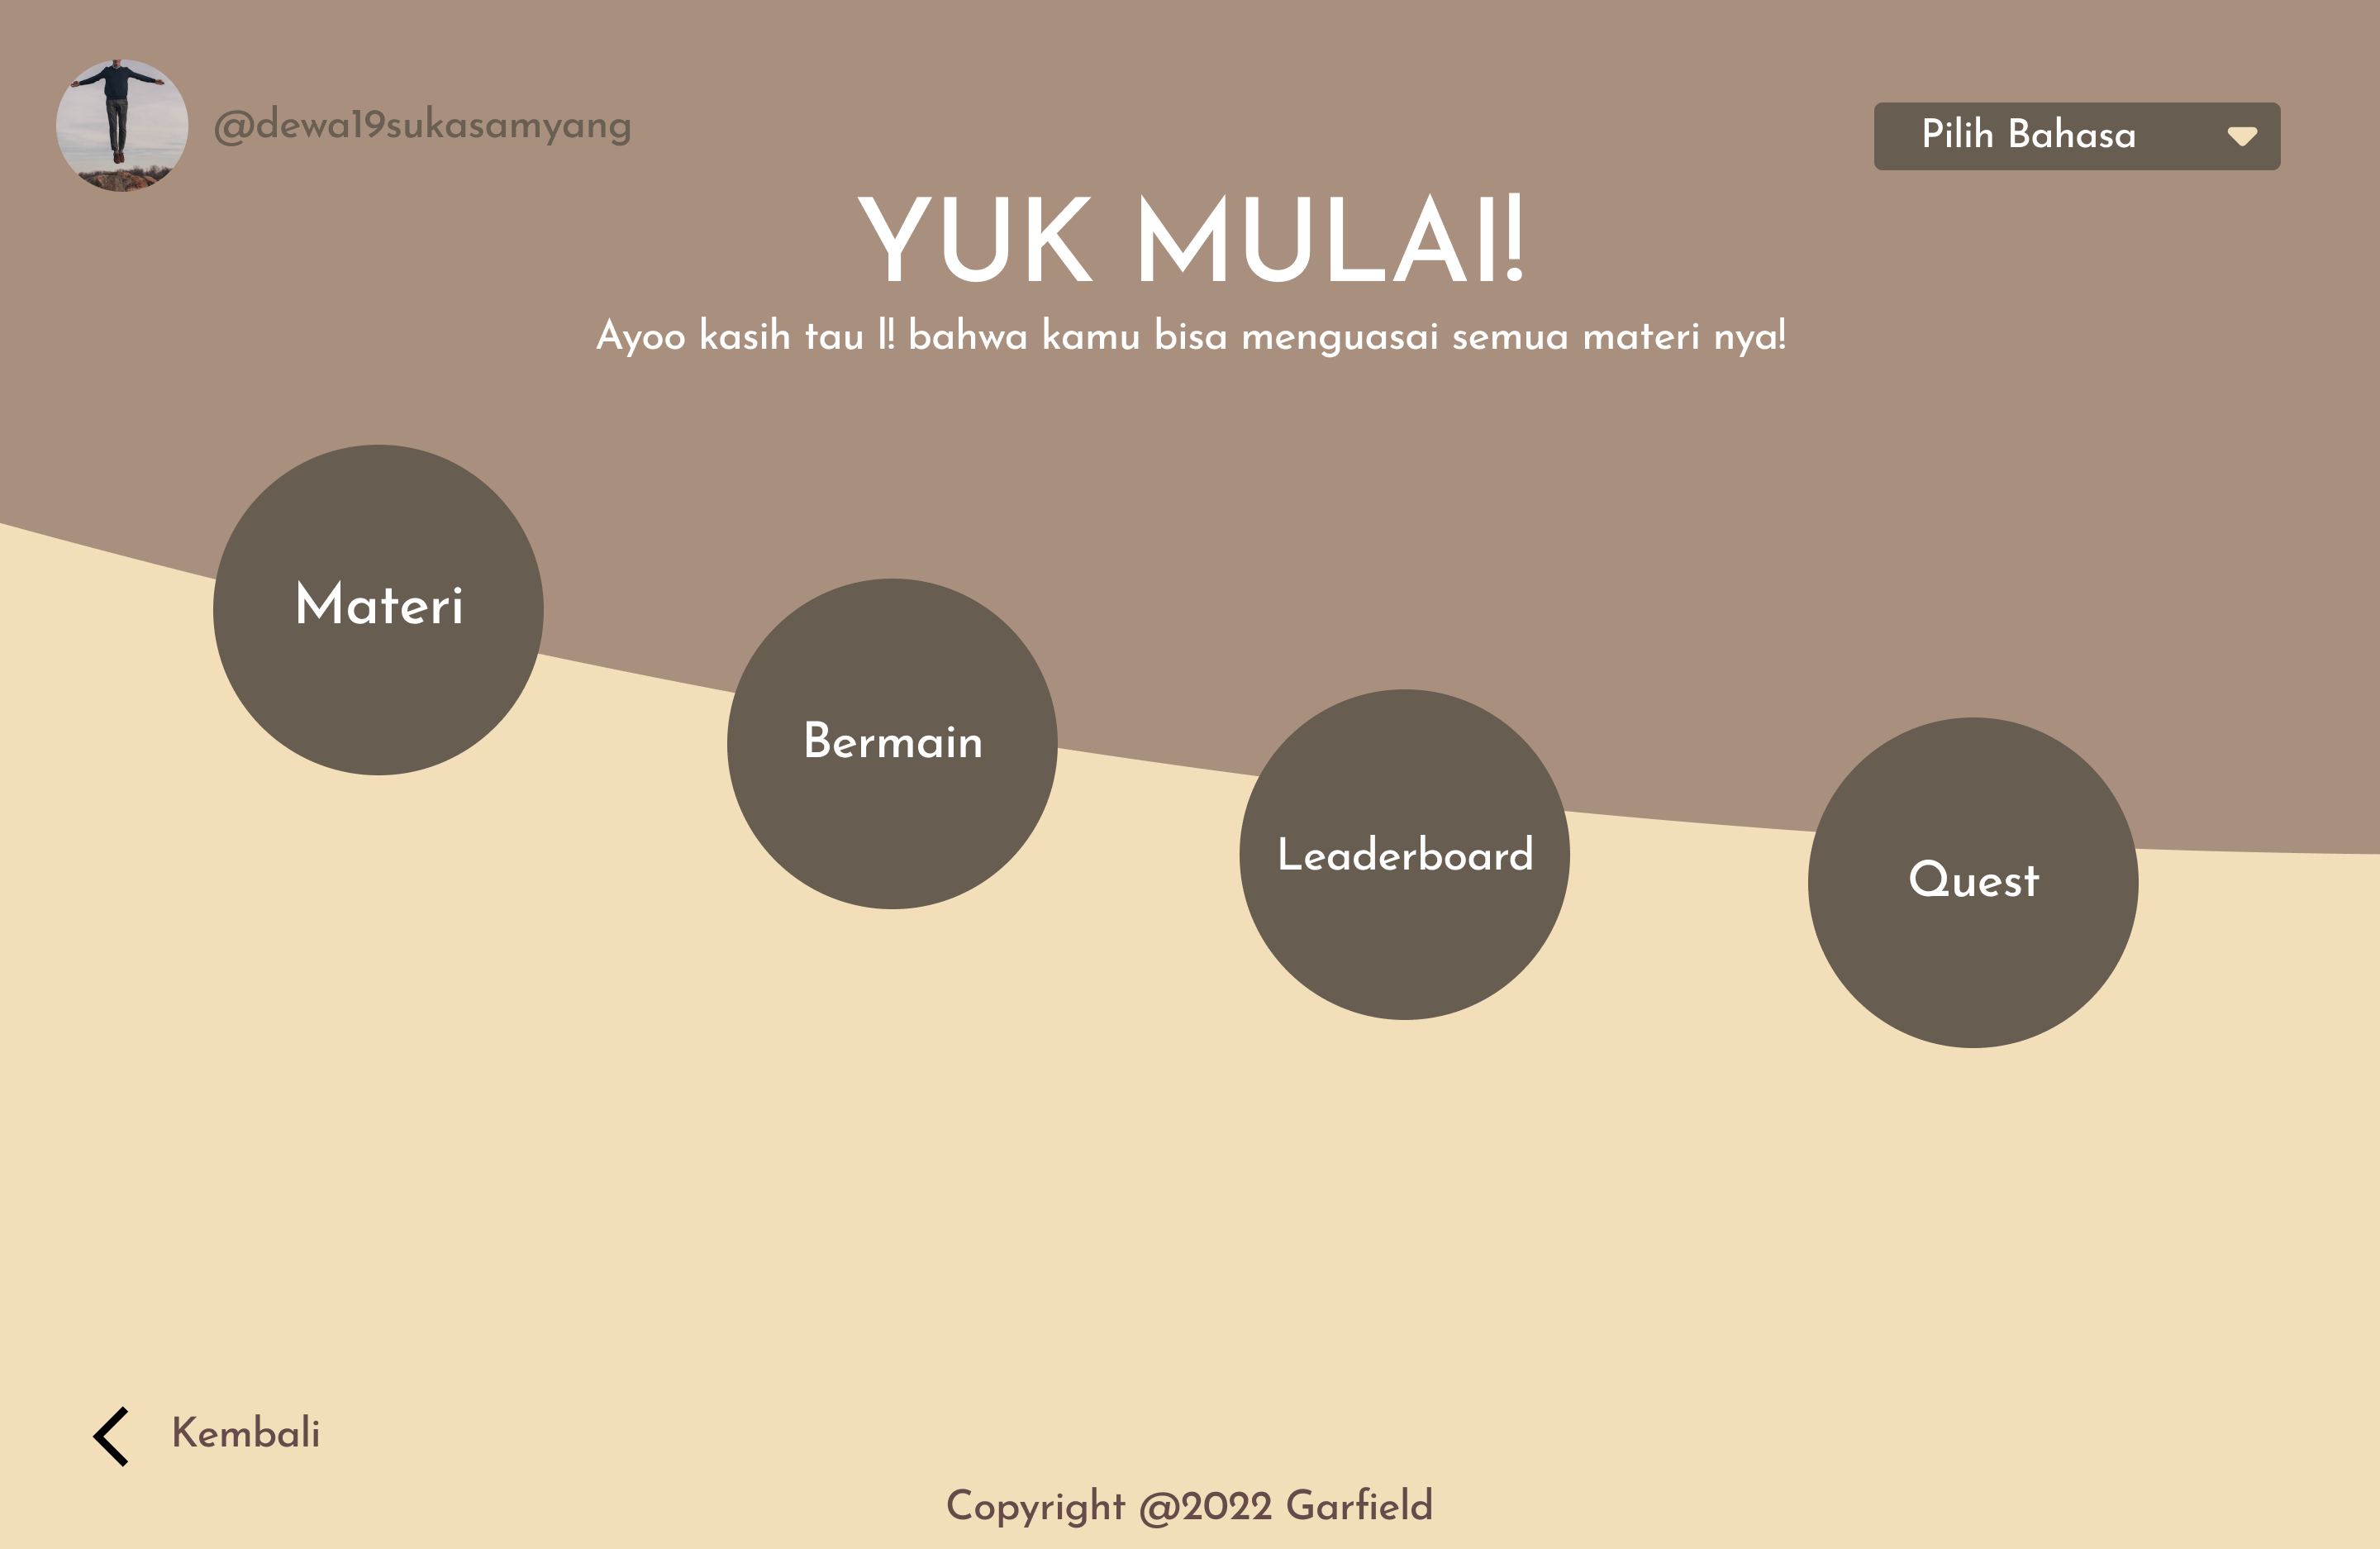 @dewa19sukasamyang
Pilih Bahasa
YUK MULAI!
Ayoo kasih tau ll! bahwa kamu bisa menguasai semua materi nya!
Materi
Bermain
Leaderboard
Quest
Kembali
Copyright @2022 Garfield